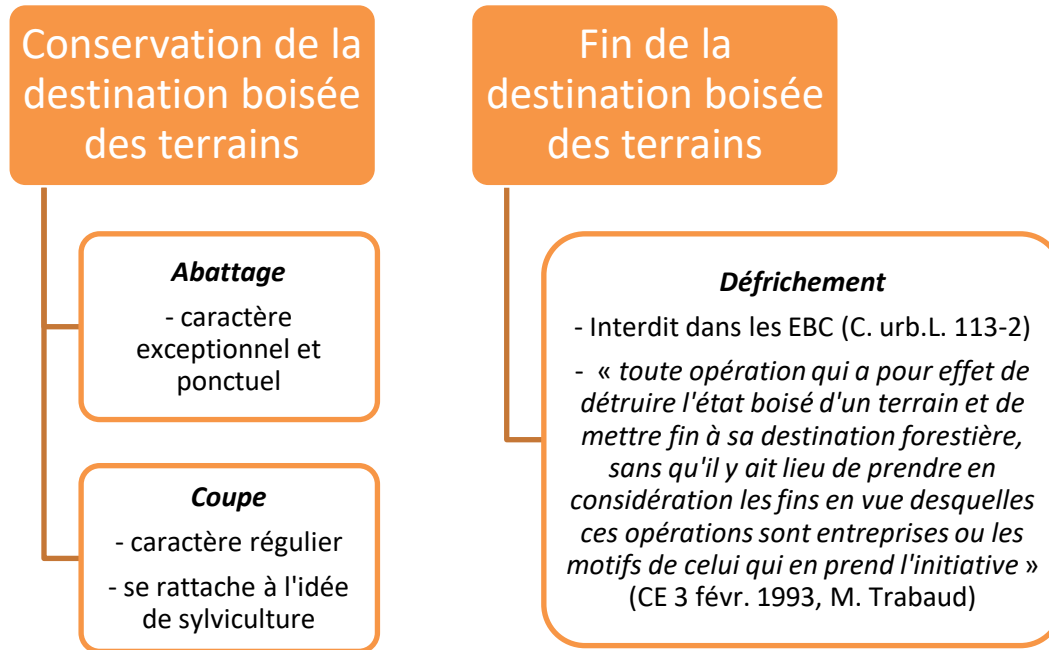 Conservation de la
destination boisée
des terrains
Abattage
- caractère
exceptionnel et
ponctuel
Coupe
- caractère régulier
- se rattache à l'idée
de sylviculture
Fin de la
destination boisée
des terrains
Défrichement
- Interdit dans les EBC (C. urb.L. 113-2)
- « toute opération qui a pour effet de
détruire l'état boisé d'un terrain et de
mettre fin à sa destination forestière,
sans qu'il y ait lieu de prendre en
considération les fins en vue desquelles
ces opérations sont entreprises ou les
motifs de celui qui en prend l'initiative »
(CE 3 févr. 1993, M. Trabaud)